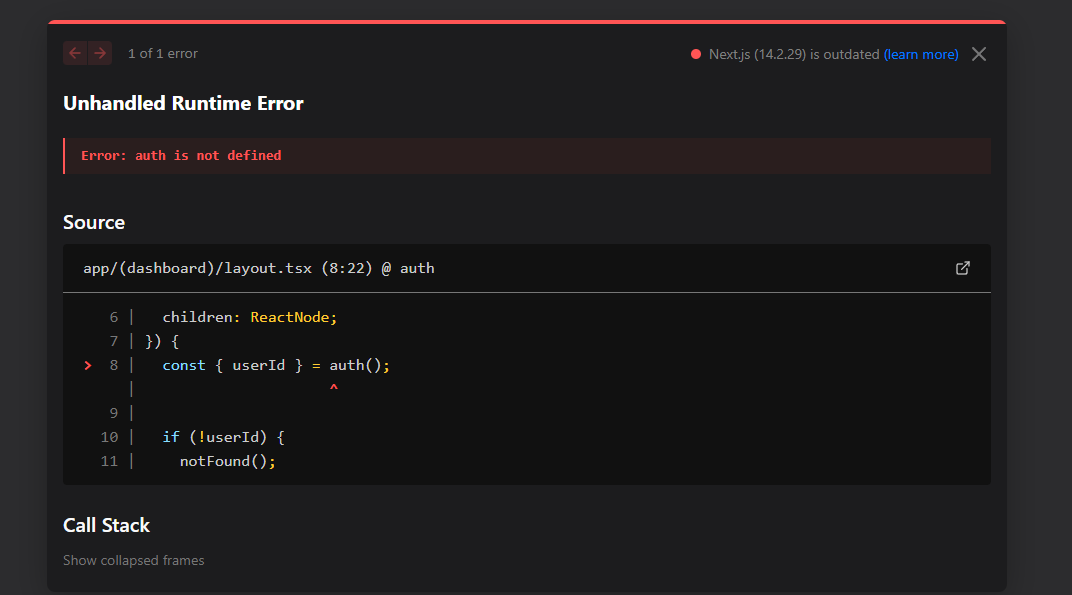 1 of 1 error
Next.js (14.2.29) is outdated (learn more)
Unhandled Runtime Error
Error: auth is not defined
Source
app/(dashboard)/layout.tsx (8:22) @ auth
6 |   children: ReactNode;
7 | }) {
> 8 |   const { userId } = auth();
|                      ^
9 |
10 |   if (!userId) {
11 |     notFound();
Call Stack
Show collapsed frames